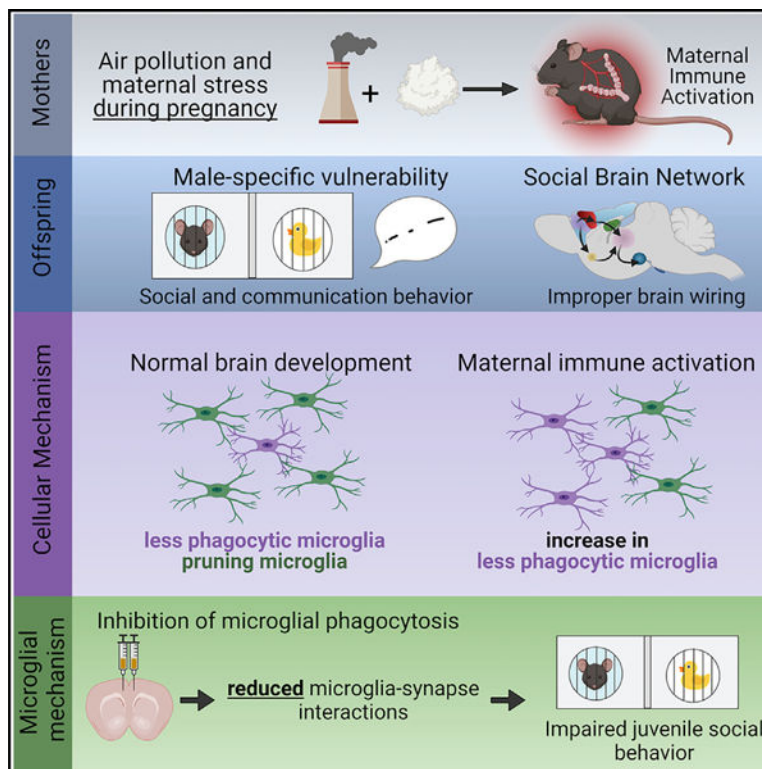 Mothers
Air pollution and
maternal stress
during pregnancy
+
Maternal
Immune
Activation
Offspring
Male-specific vulnerability
Social and communication behavior
Social Brain Network
Improper brain wiring
Cellular Mechanism
Normal brain development
less phagocytic microglia
pruning microglia
Maternal immune activation
increase in
less phagocytic microglia
Microglial
mechanism
Inhibition of microglial phagocytosis
reduced microglia-synapse
interactions
Impaired juvenile social
behavior